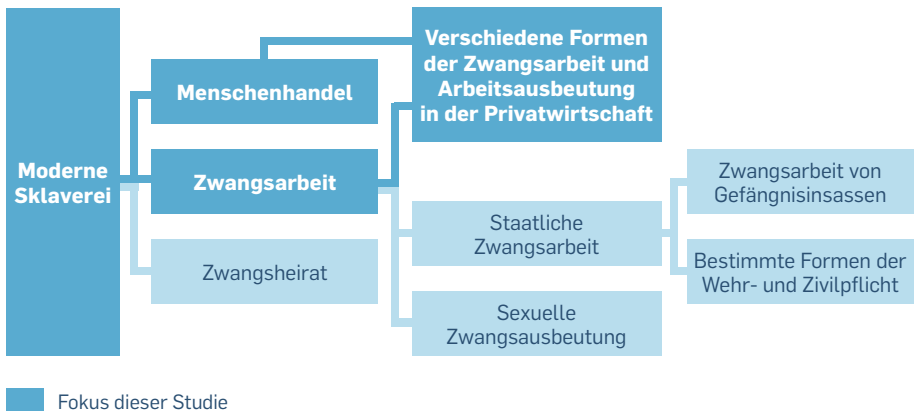 Moderne
Sklaverei
Menschenhandel
Zwangsarbeit
Zwangsheirat
Verschiedene Formen
der Zwangsarbeit und
Arbeitsausbeutung
in der Privatwirtschaft
Staatliche
Zwangsarbeit
Sexuelle
Zwangsausbeutung
Zwangsarbeit von
Gefängnisinsassen
Bestimmte Formen der
Wehr- und Zivilpflicht
Fokus dieser Studie